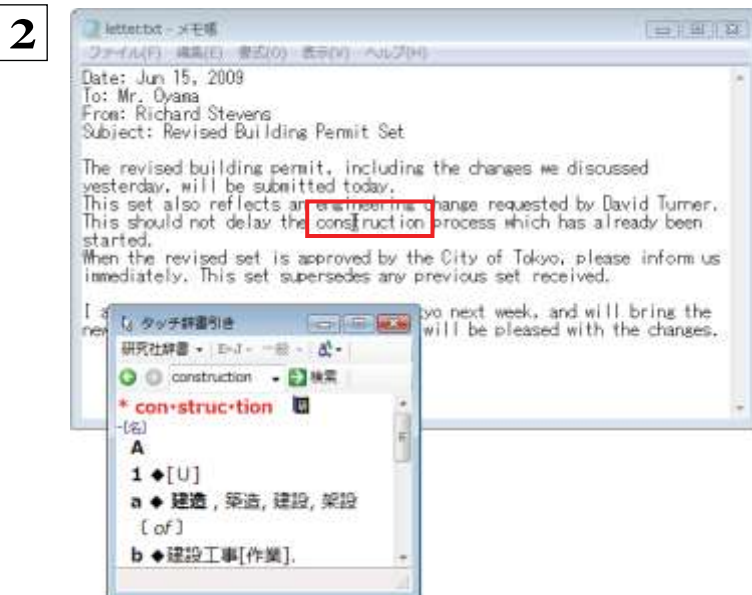 2
letter.txt - メモ帳
ファイル(F) 編集(E) 書式(O) 表示(V) ヘルプ(H)
Date: Jun 15, 2009
To: Mr. Oyama
From: Richard Stevens
Subject: Revised Building Permit Set
The revised building permit, including the changes we discussed
yesterday, will be submitted today.
This set also reflects an engineering change requested by David Turner.
This should not delay the construction process which has already been
started.
When the revised set is approved by the City of Tokyo, please inform us
immediately. This set supersedes any previous set received.
I a yo next week, and will bring the
new will be pleased with the changes.
タッチ辞書引き
研究社辞書 E-J 一般
construction 検索
* con・struc・tion
-[名]
A
1 ◆[U]
a ◆ 建造 , 築造, 建設, 架設
〔 of 〕
b ◆建設工事[作業].